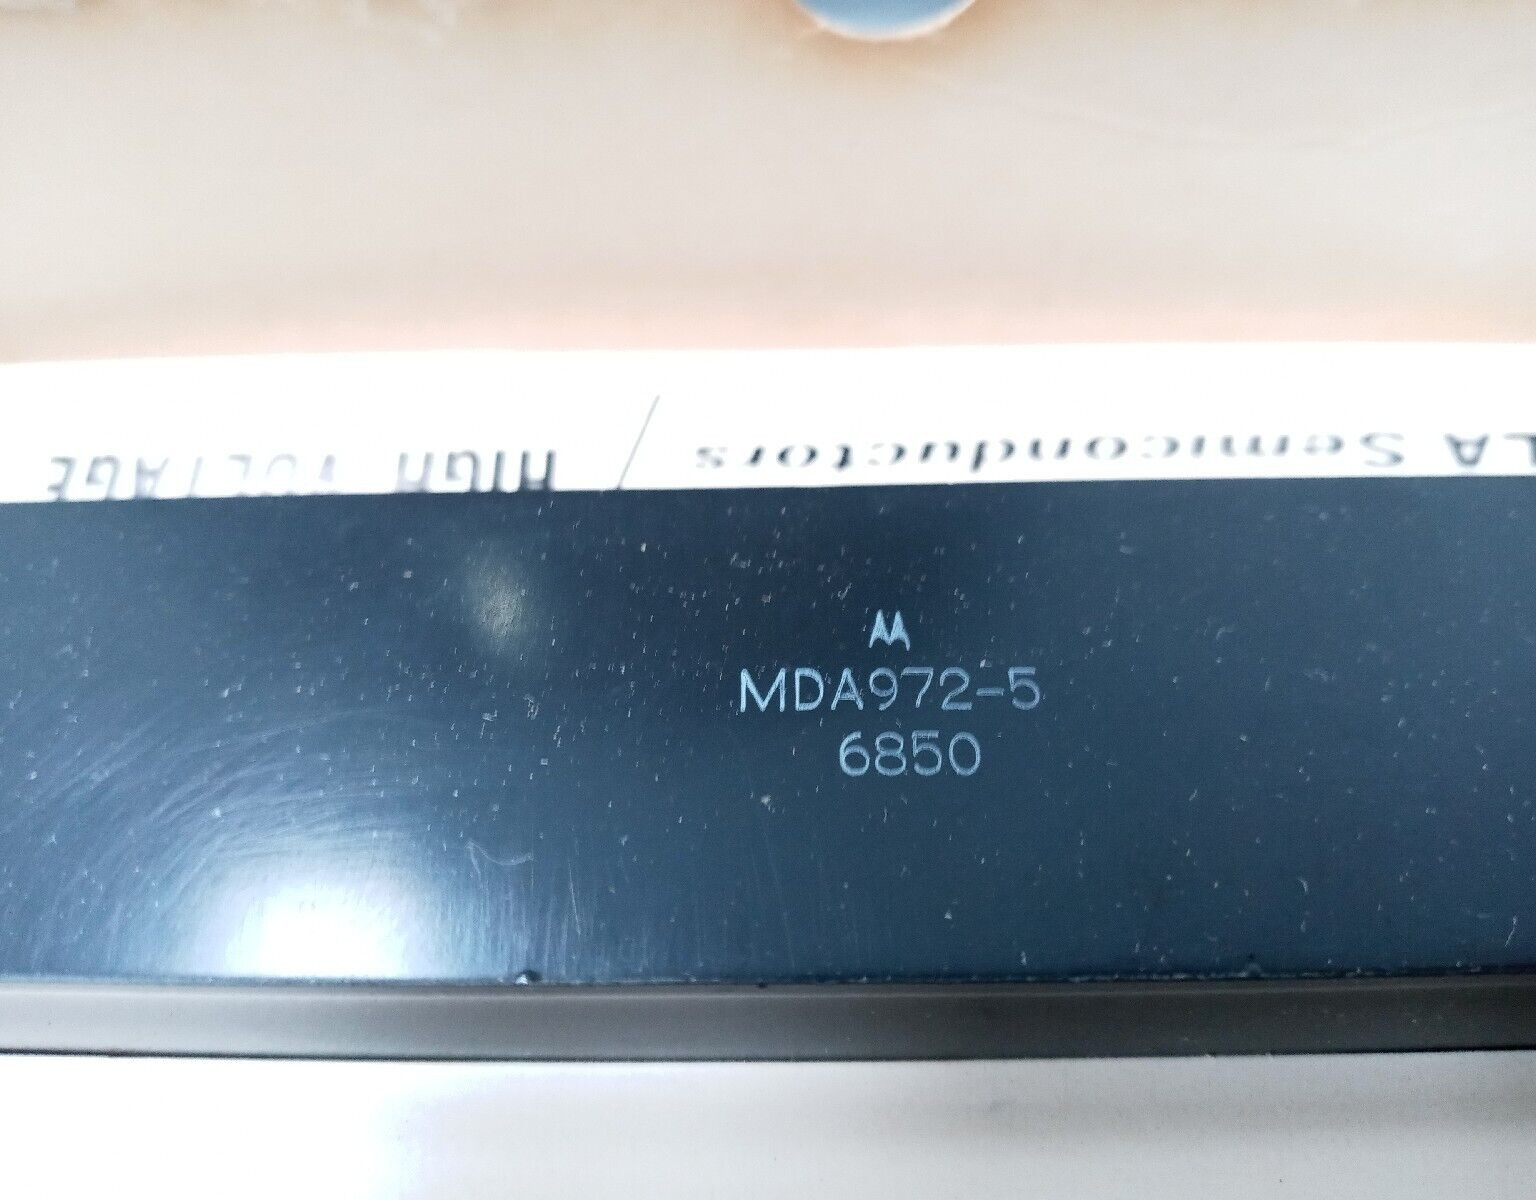 LA Semiconductors / HIGH VOLTAGE
MDA972-5
6850